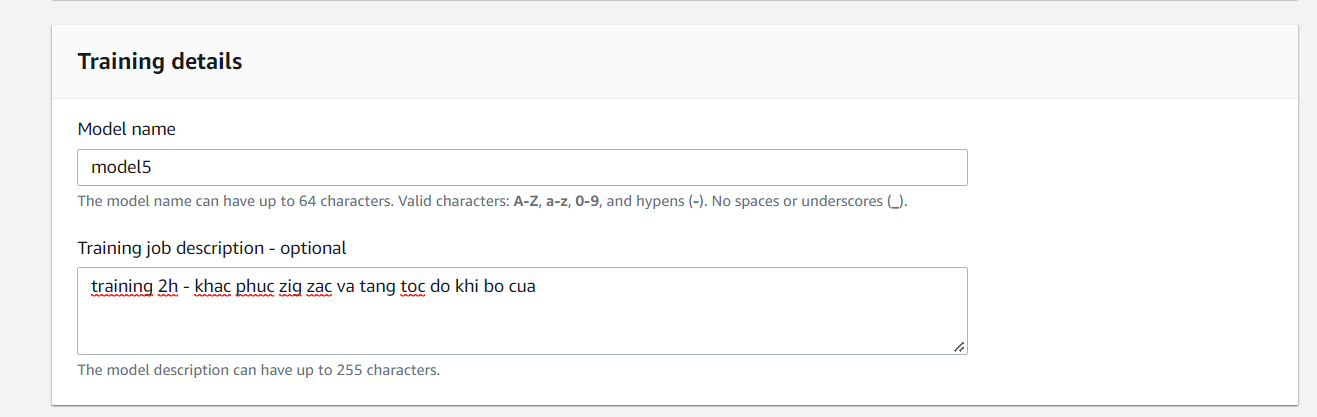 Training details
Model name
model5
The model name can have up to 64 characters. Valid characters: A-Z, a-z, 0-9, and hypens (-). No spaces or underscores (_).
Training job description - optional
training 2h - khac phuc zig zac va tang toc do khi bo cua
The model description can have up to 255 characters.